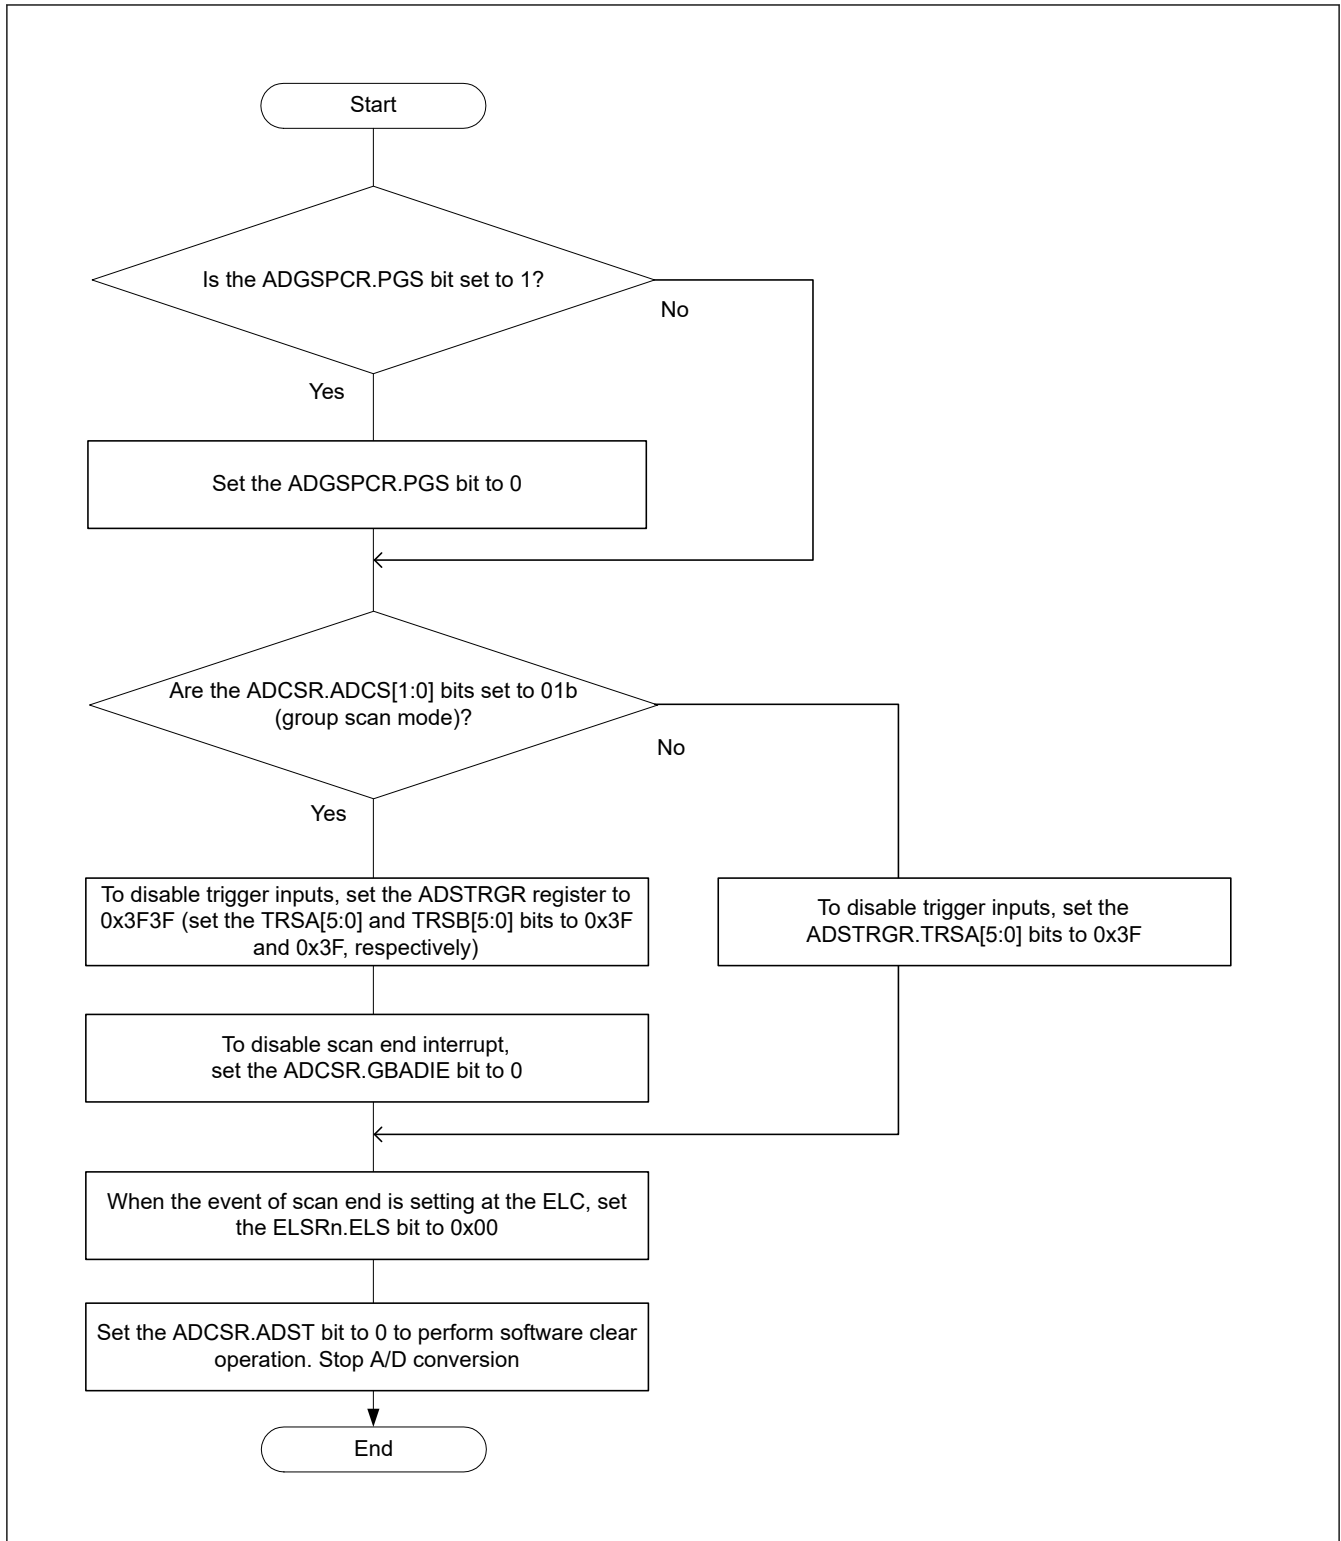 Start
Is the ADGSPCR.PGS bit set to 1?
No
Yes
Set the ADGSPCR.PGS bit to 0
Are the ADCSR.ADCS[1:0] bits set to 01b
(group scan mode)?
No
Yes
To disable trigger inputs, set the ADSTRGR register to
0x3F3F (set the TRSA[5:0] and TRSB[5:0] bits to 0x3F
and 0x3F, respectively)
To disable trigger inputs, set the
ADSTRGR.TRSA[5:0] bits to 0x3F
To disable scan end interrupt,
set the ADCSR.GBADIE bit to 0
When the event of scan end is setting at the ELC, set
the ELSRn.ELS bit to 0x00
Set the ADCSR.ADST bit to 0 to perform software clear
operation. Stop A/D conversion
End